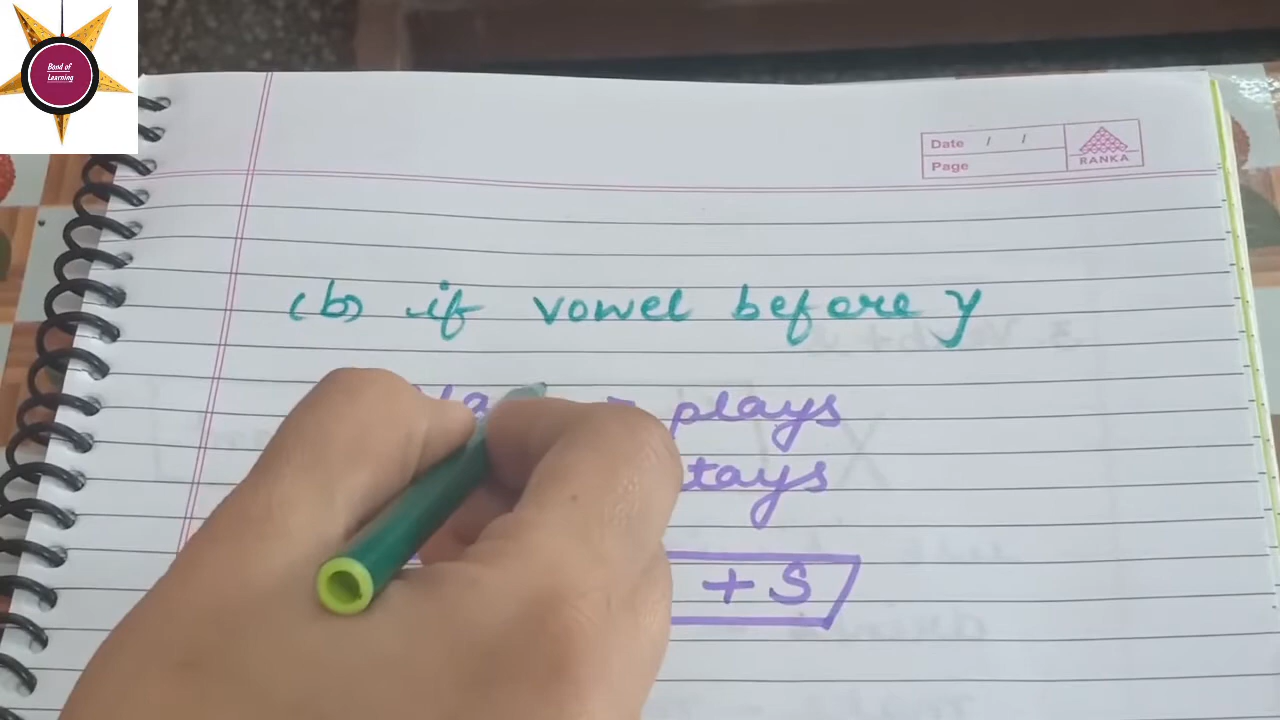 Bond of
Learning
Date / /
Page
RANKA
(b) if vowel before y
- plays
tays
+ S